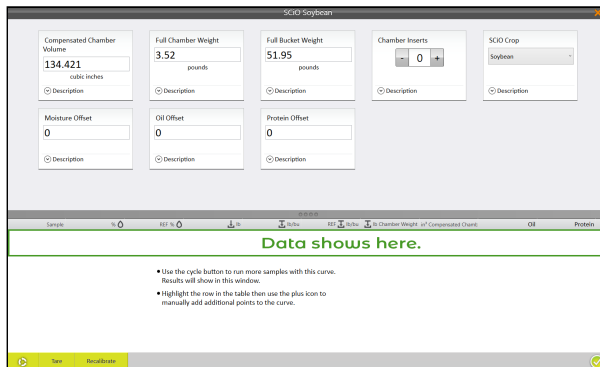 SCiO Soybean
Compensated Chamber
Volume
134.421
cubic inches
Description
Full Chamber Weight
3.52
pounds
Description
Full Bucket Weight
51.95
pounds
Description
Chamber Inserts
- 0 +
Description
SCiO Crop
Soybean
Description
Moisture Offset
0
Description
Oil Offset
0
Description
Protein Offset
0
Description
Sample % REF % lb lb/bu REF lb/bu lb Chamber Weight in³ Compensated Chamb Oil Protein
Data shows here.
• Use the cycle button to run more samples with this curve.
Results will show in this window.
• Highlight the row in the table then use the plus icon to
manually add additional points to the curve.
Tare Recalibrate